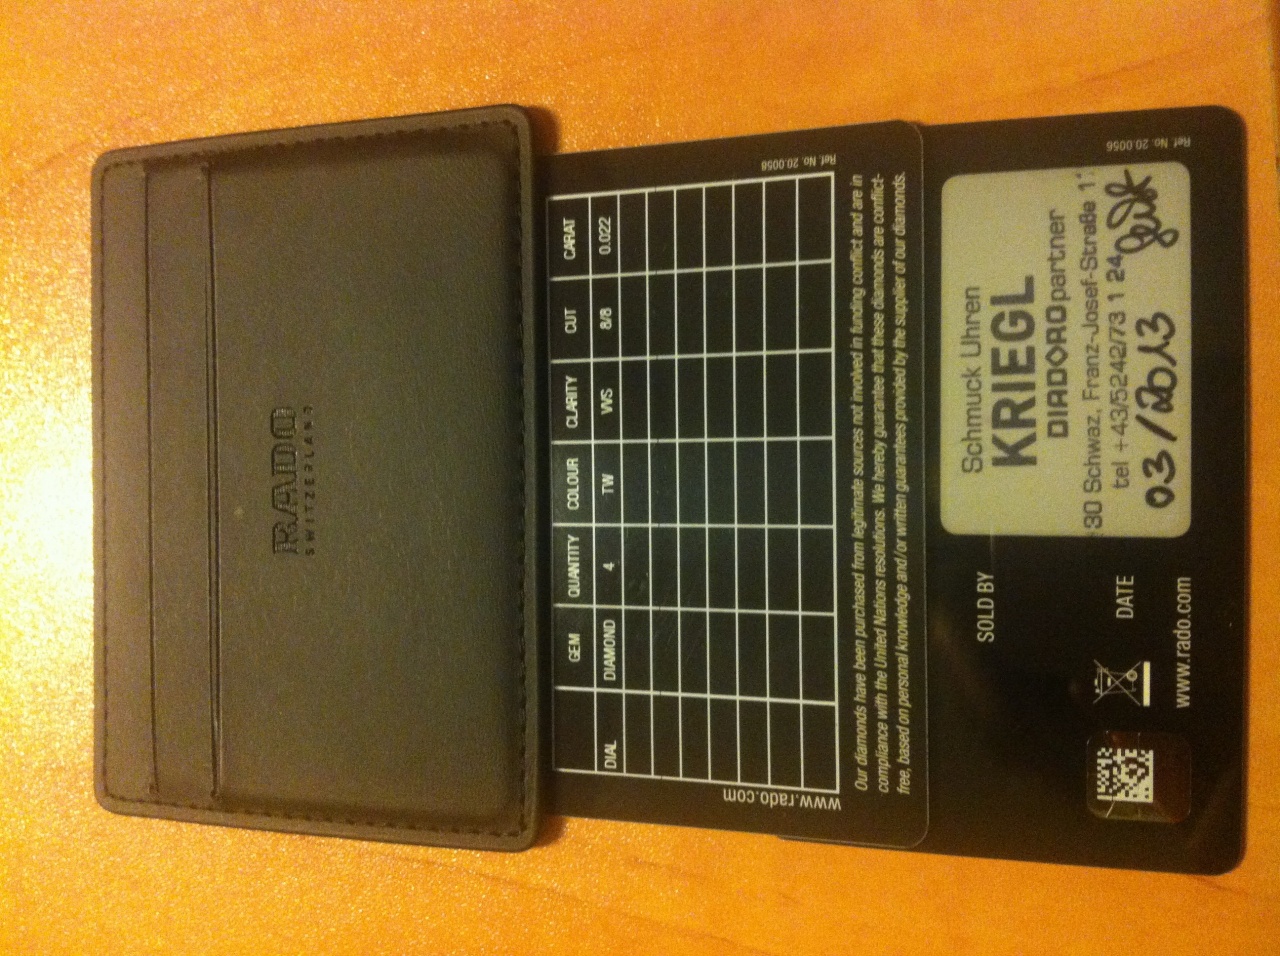 RADO
SWITZERLAND
GEM QUANTITY COLOUR CLARITY CUT CARAT
DIAL DIAMOND 4 TW VVS 8/8 0.022
www.rado.com
Ref. No. 20.0058
Our diamonds have been purchased from legitimate sources not involved in funding conflict and are in
compliance with the United Nations resolutions. We hereby guarantee that these diamonds are conflict-
free, based on personal knowledge and/or written guarantees provided by the supplier of our diamonds.
Ref. No. 20.0056
SOLD BY
Schmuck Uhren
KRIEGL
DIADORO partner
30 Schwaz, Franz-Josef-Straße 1
tel +43/5242/73 1 24
DATE
03/2013
www.rado.com